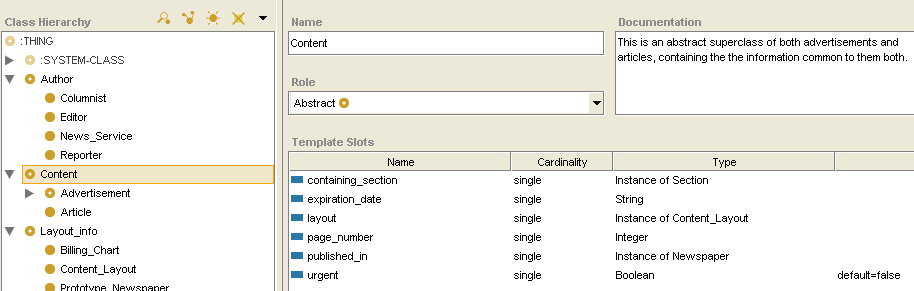 Class Hierarchy
:THING
:SYSTEM-CLASS
Author
Columnist
Editor
News_Service
Reporter
Content
Advertisement
Article
Layout_info
Billing_Chart
Content_Layout
Prototype_Newspaper
Name
Content
Role
Abstract
Documentation
This is an abstract superclass of both advertisements and
articles, containing the the information common to them both.
Template Slots
Name Cardinality Type
containing_section single Instance of Section
expiration_date single String
layout single Instance of Content_Layout
page_number single Integer
published_in single Instance of Newspaper
urgent single Boolean default=false